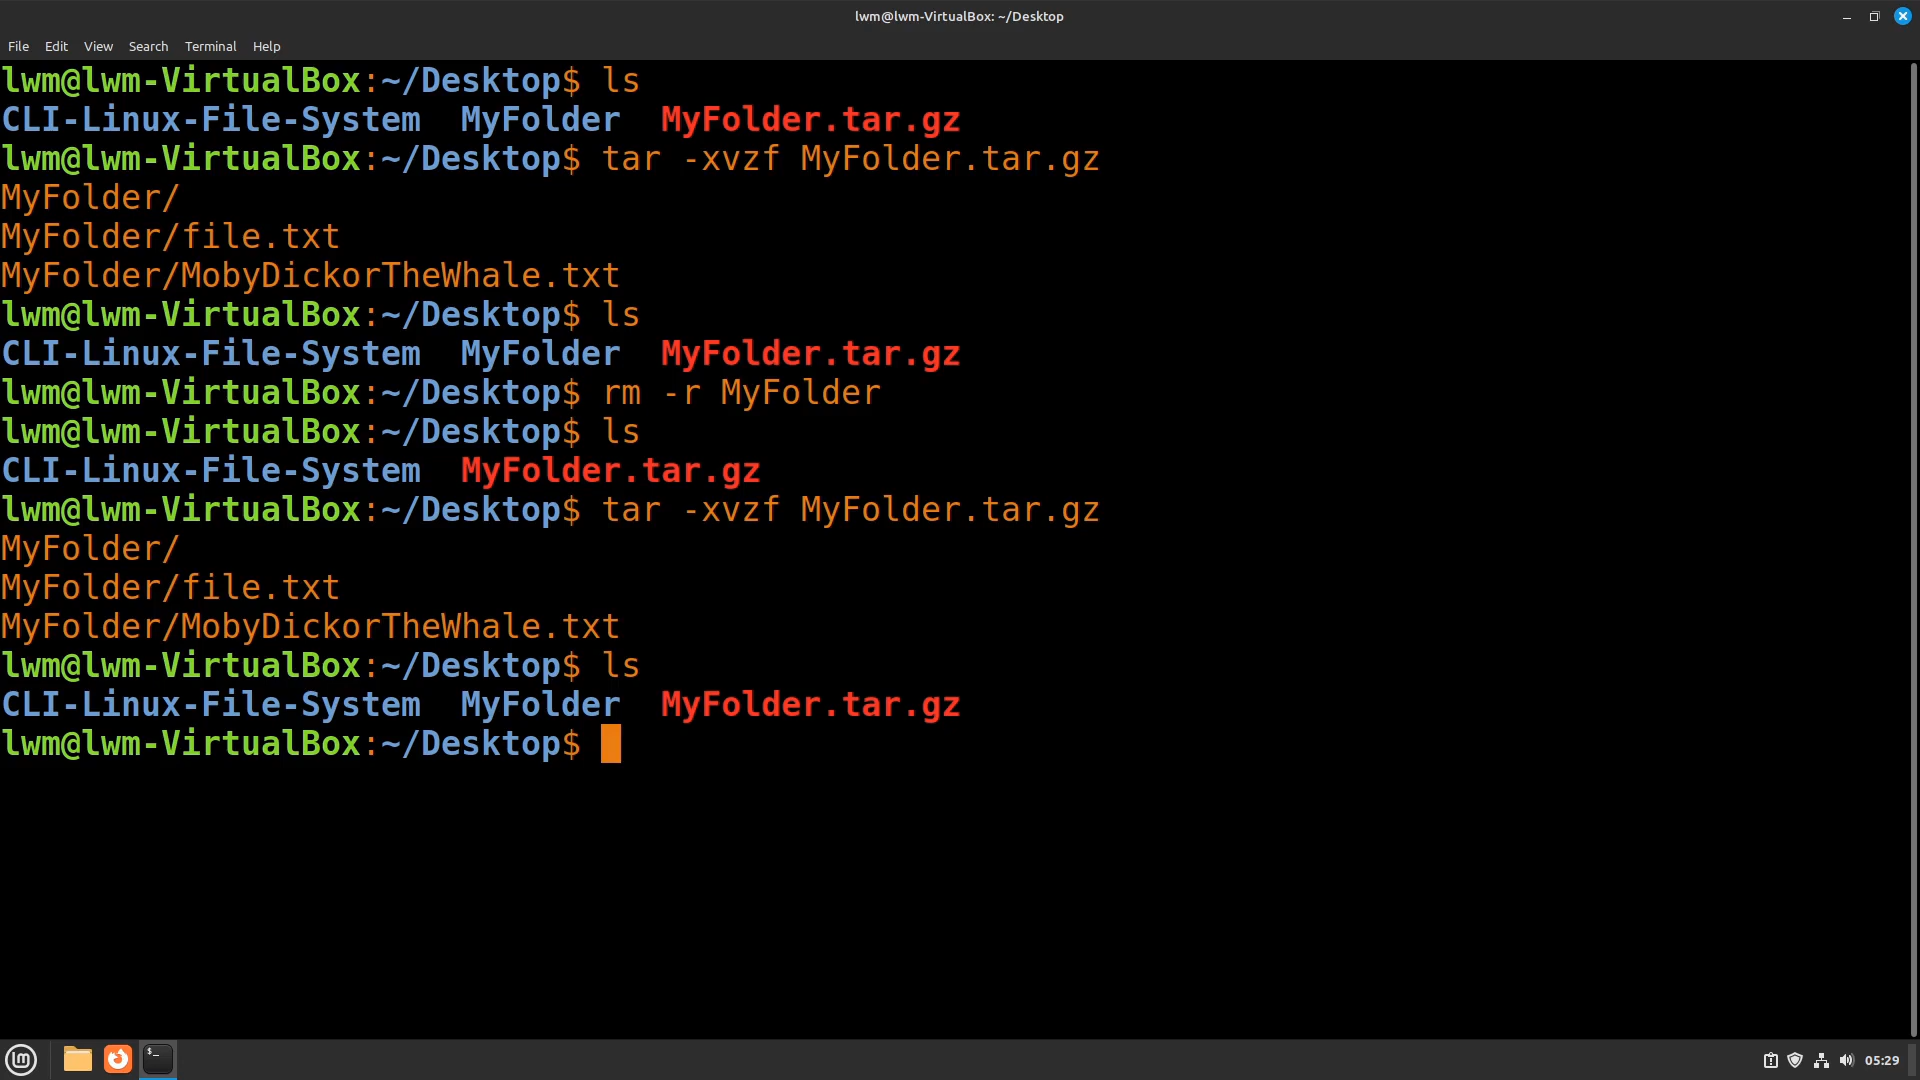 lwm@lwm-VirtualBox: ~/Desktop
File Edit View Search Terminal Help
lwm@lwm-VirtualBox:~/Desktop$ ls
CLI-Linux-File-System  MyFolder  MyFolder.tar.gz
lwm@lwm-VirtualBox:~/Desktop$ tar -xvzf MyFolder.tar.gz
MyFolder/
MyFolder/file.txt
MyFolder/MobyDickorTheWhale.txt
lwm@lwm-VirtualBox:~/Desktop$ ls
CLI-Linux-File-System  MyFolder  MyFolder.tar.gz
lwm@lwm-VirtualBox:~/Desktop$ rm -r MyFolder
lwm@lwm-VirtualBox:~/Desktop$ ls
CLI-Linux-File-System  MyFolder.tar.gz
lwm@lwm-VirtualBox:~/Desktop$ tar -xvzf MyFolder.tar.gz
MyFolder/
MyFolder/file.txt
MyFolder/MobyDickorTheWhale.txt
lwm@lwm-VirtualBox:~/Desktop$ ls
CLI-Linux-File-System  MyFolder  MyFolder.tar.gz
lwm@lwm-VirtualBox:~/Desktop$
05:29